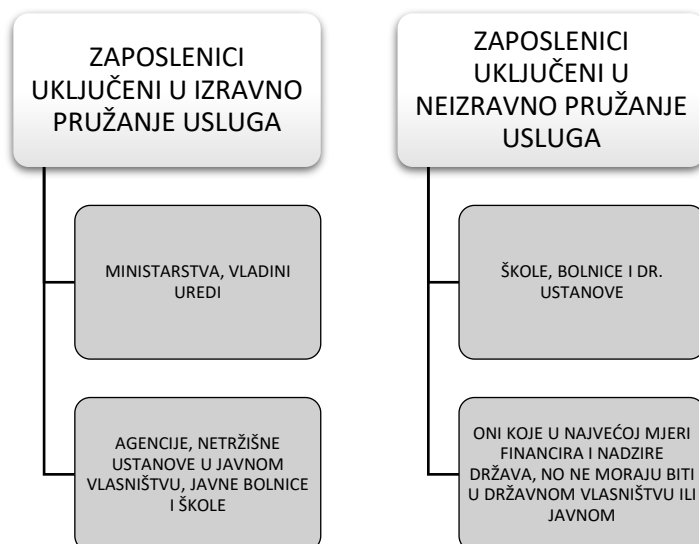 ZAPOSLENICI
UKLJUČENI U IZRAVNO
PRUŽANJE USLUGA
MINISTARSTVA, VLADINI
UREDI
AGENCIJE, NETRŽIŠNE
USTANOVE U JAVNOM
VLASNIŠTVU, JAVNE BOLNICE
I ŠKOLE
ZAPOSLENICI
UKLJUČENI U
NEIZRAVNO PRUŽANJE
USLUGA
ŠKOLE, BOLNICE I DR.
USTANOVE
ONI KOJE U NAJVEĆOJ MJERI
FINANCIRA I NADZIRE
DRŽAVA, NO NE MORAJU BITI
U DRŽAVNOM VLASNIŠTVU ILI
JAVNOM